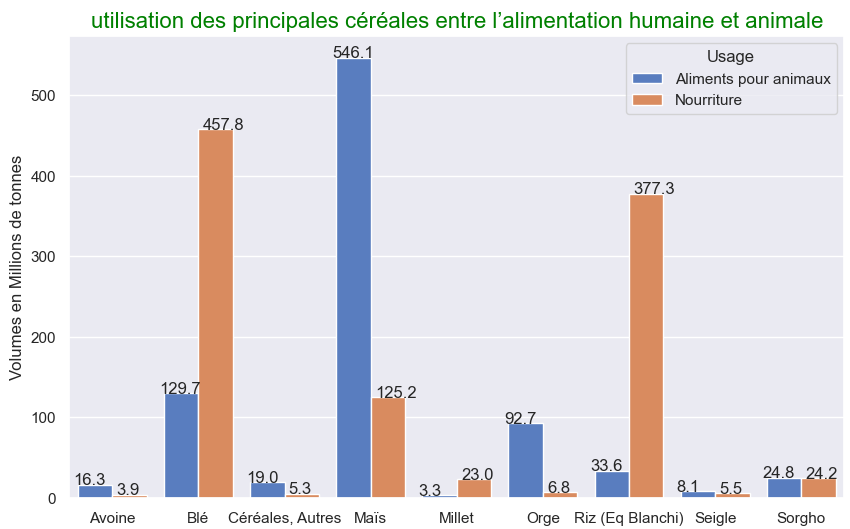 utilisation des principales céréales entre l’alimentation humaine et animale
Usage
Aliments pour animaux
Nourriture
Volumes en Millions de tonnes
500
400
300
200
100
0
16.3
3.9
129.7
457.8
19.0
5.3
546.1
125.2
3.3
23.0
92.7
6.8
33.6
377.3
8.1
5.5
24.8
24.2
Avoine
Blé
Céréales, Autres
Maïs
Millet
Orge
Riz (Eq Blanchi)
Seigle
Sorgho